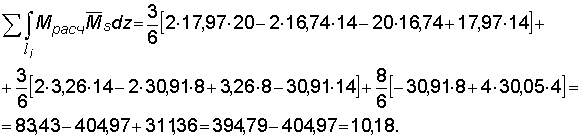 ∑∫_{l_i} M_{расч} M̅_s dz = 3/6 [2·17,97·20 − 2·16,74·14 − 20·16,74 + 17,97·14] +
+ 3/6 [2·3,26·14 − 2·30,91·8 + 3,26·8 − 30,91·14] + 8/6 [−30,91·8 + 4·30,05·4] =
= 83,43 − 404,97 + 311,36 = 394,79 − 404,97 = 10,18.